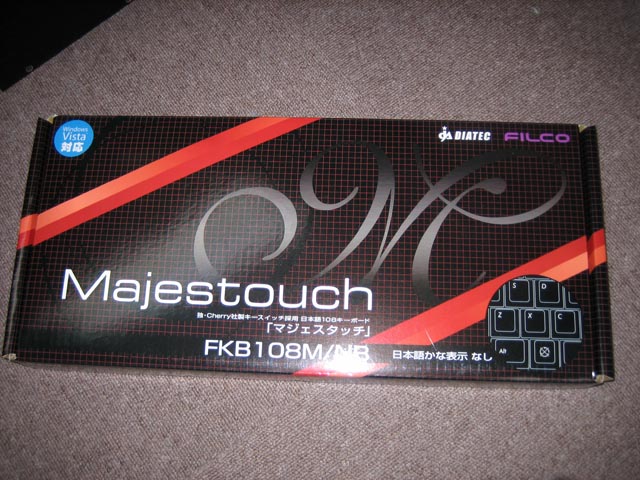 Windows
Vista
対応
DIATEC FILCO
Majestouch
独・Cherry社製キースイッチ採用 日本語108キーボード
「マジェスタッチ」
FKB108M/NB 日本語かな表示 なし
S D
Z X C
Alt